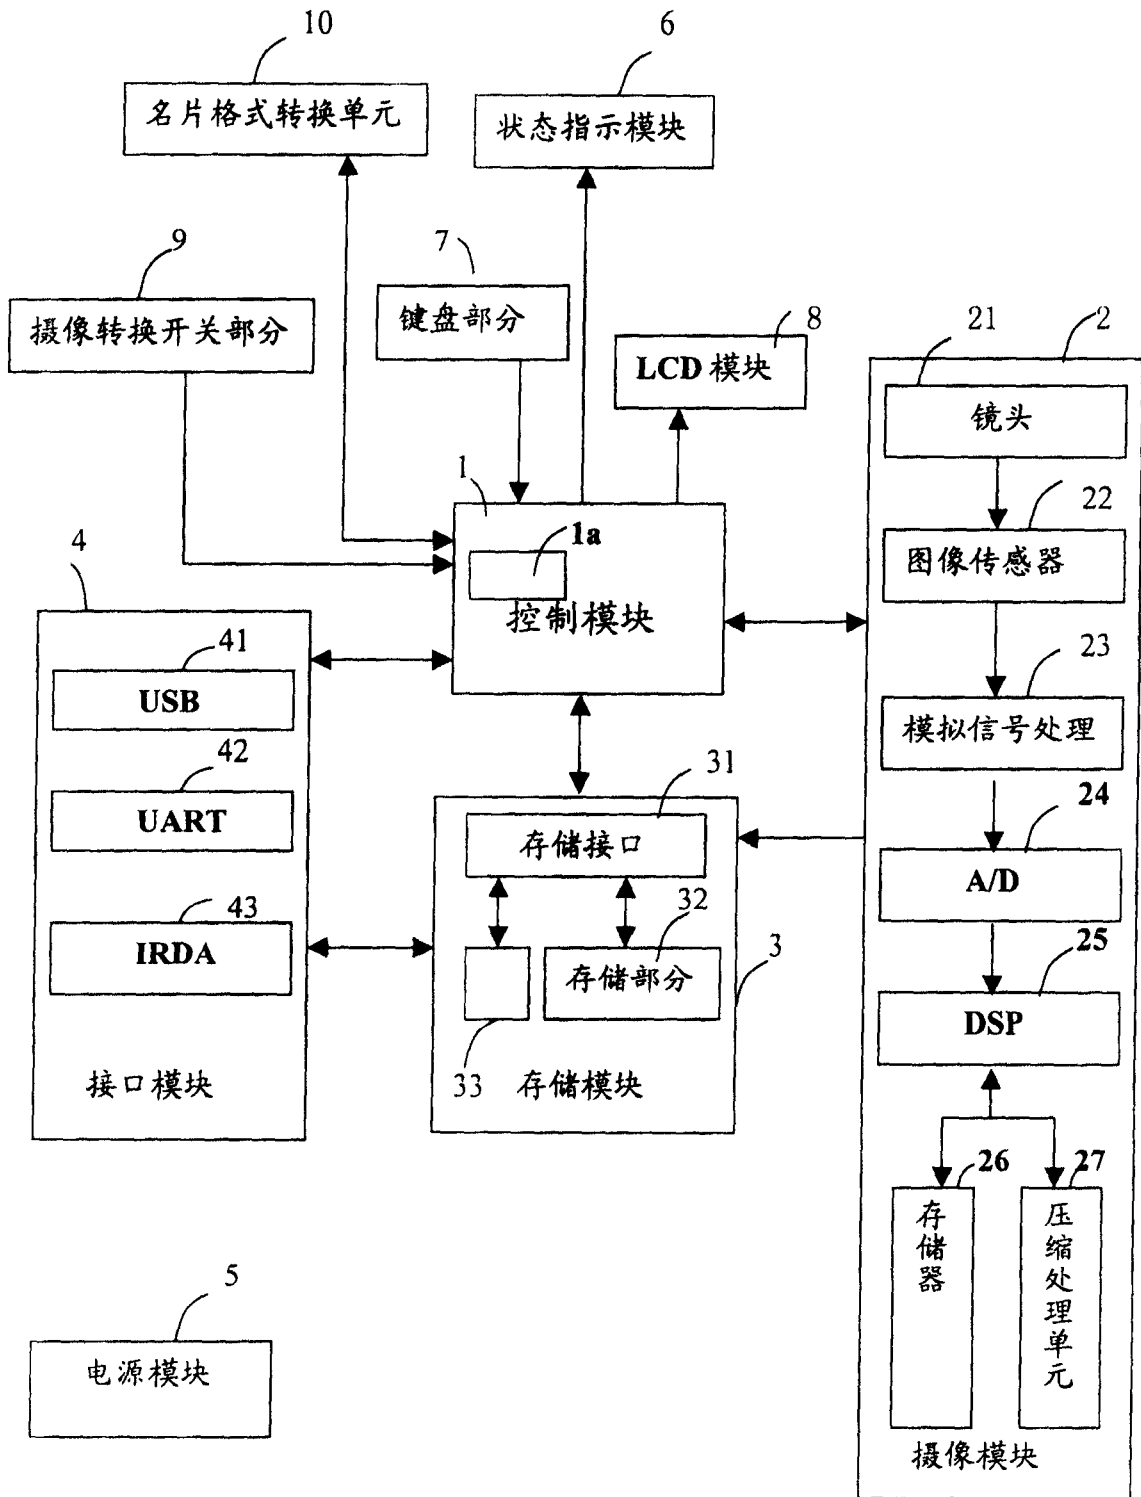 10
6
名片格式转换单元
状态指示模块
9
7
摄像转换开关部分
键盘部分
8
LCD 模块
21
2
镜头
1
1a
控制模块
22
图像传感器
4
41
USB
42
UART
43
IRDA
接口模块
23
模拟信号处理
31
存储接口
32
存储部分
3
33
存储模块
24
A/D
25
DSP
26
27
存储器
压缩处理单元
摄像模块
5
电源模块